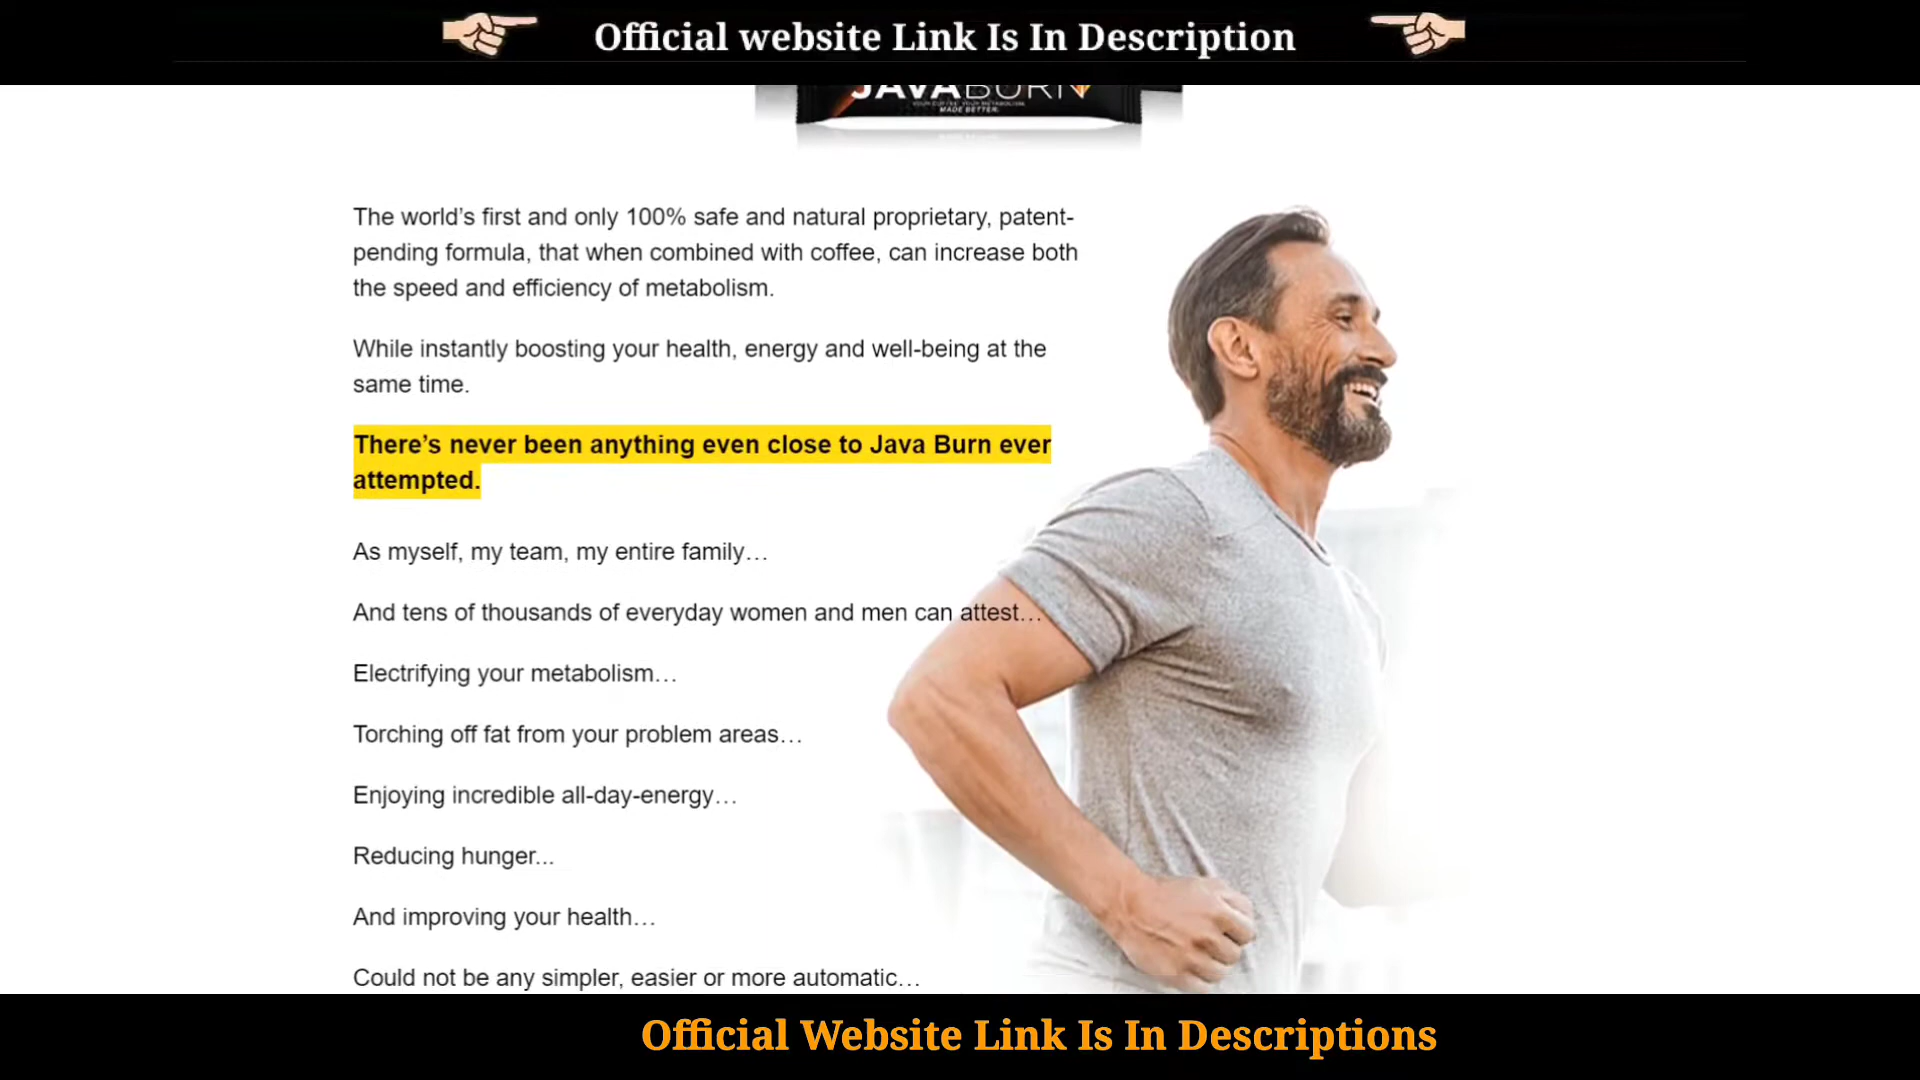 Official website Link Is In Description
JAVABURN
MADE BETTER.
The world’s first and only 100% safe and natural proprietary, patent-
pending formula, that when combined with coffee, can increase both
the speed and efficiency of metabolism.
While instantly boosting your health, energy and well-being at the
same time.
There’s never been anything even close to Java Burn ever
attempted.
As myself, my team, my entire family…
And tens of thousands of everyday women and men can attest…
Electrifying your metabolism…
Torching off fat from your problem areas…
Enjoying incredible all-day-energy…
Reducing hunger...
And improving your health…
Could not be any simpler, easier or more automatic…
Official Website Link Is In Descriptions